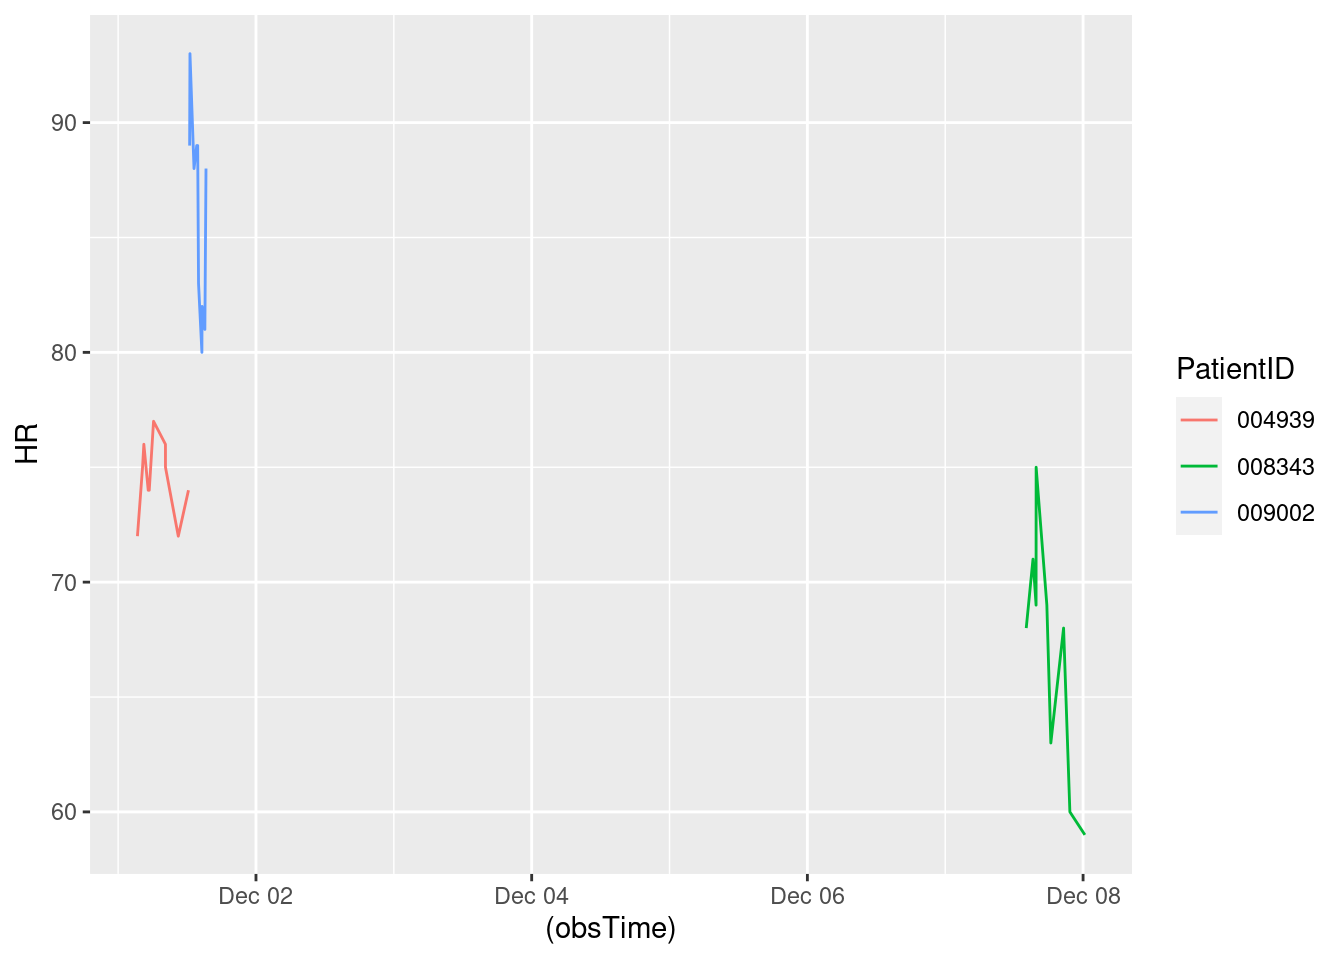 90
80
70
60
HR
Dec 02
Dec 04
Dec 06
Dec 08
(obsTime)
PatientID
004939
008343
009002